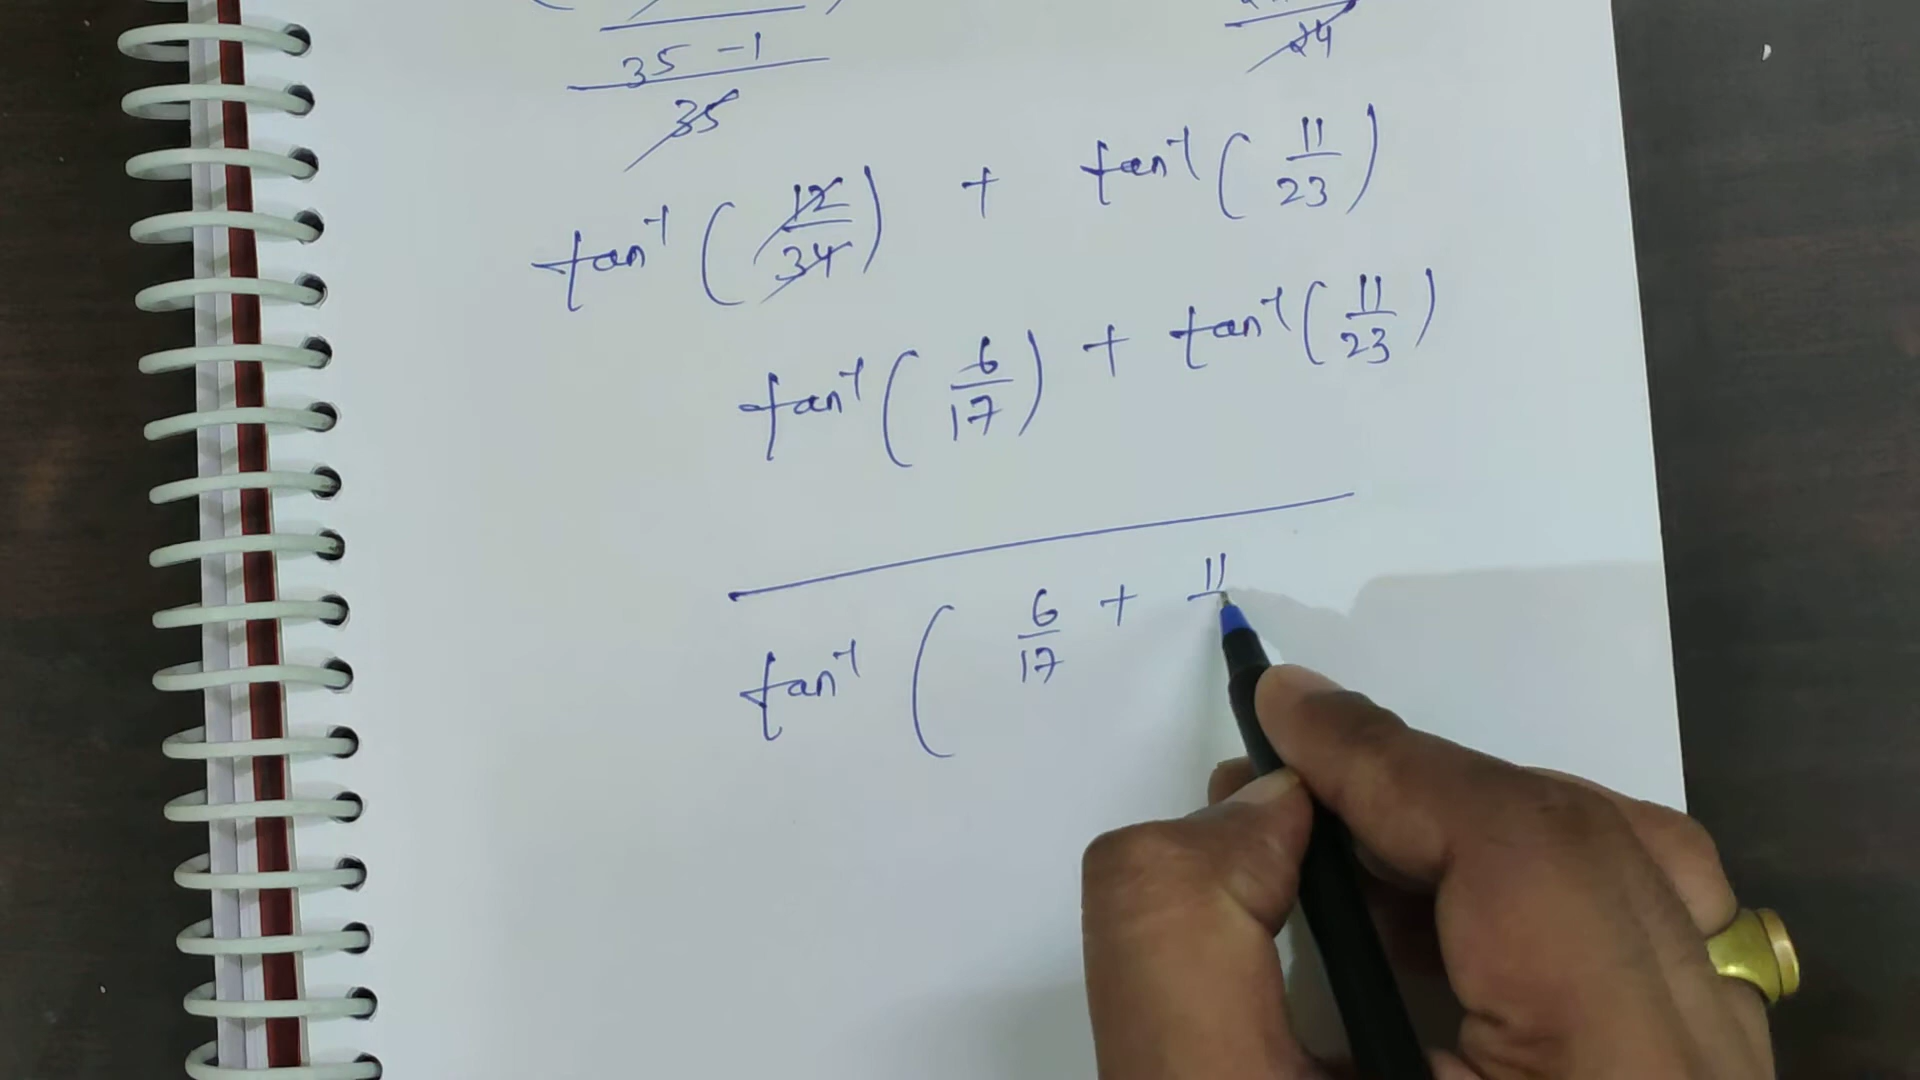 35 - 1
35
24
tan⁻¹ ( 12/34 ) + tan⁻¹ ( 11/23 )
tan⁻¹ ( 6/17 ) + tan⁻¹ ( 11/23 )
tan⁻¹ ( 6/17 + 11